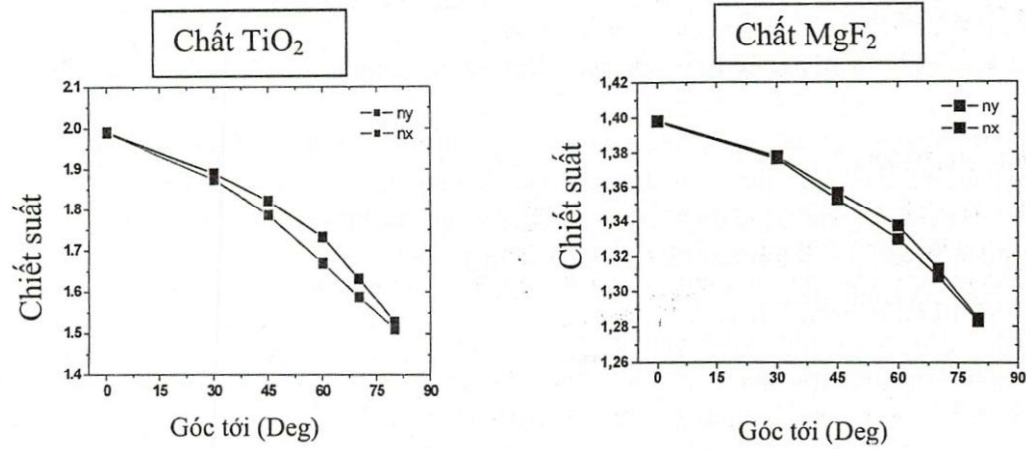 Chất TiO₂
2.1
2.0
1.9
1.8
1.7
1.6
1.5
1.4
Chiết suất
ny
nx
0 15 30 45 60 75 90
Góc tới (Deg)
Chất MgF₂
1,42
1,40
1,38
1,36
1,34
1,32
1,30
1,28
1,26
Chiết suất
ny
nx
0 15 30 45 60 75 90
Góc tới (Deg)